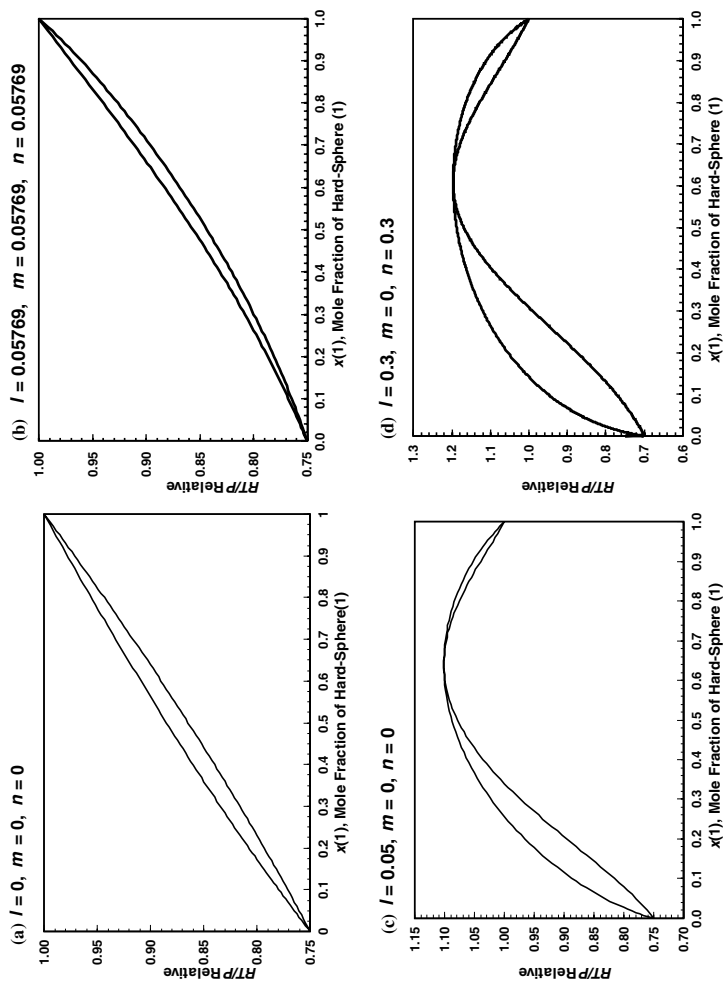 (a) l = 0, m = 0, n = 0
1.00
0.95
0.90
0.85
0.80
0.75
RT/P Relative
0 0.1 0.2 0.3 0.4 0.5 0.6 0.7 0.8 0.9 1
x(1), Mole Fraction of Hard-Sphere(1)
(b) l = 0.05769, m = 0.05769, n = 0.05769
1.00
0.95
0.90
0.85
0.80
0.75
RT/P Relative
0.0 0.1 0.2 0.3 0.4 0.5 0.6 0.7 0.8 0.9 1.0
x(1), Mole Fraction of Hard-Sphere (1)
(c) l = 0.05, m = 0, n = 0
1.15
1.10
1.05
1.00
0.95
0.90
0.85
0.80
0.75
0.70
RT/P Relative
0.0 0.1 0.2 0.3 0.4 0.5 0.6 0.7 0.8 0.9 1.0
x(1), Mole Fraction of Hard-Sphere (1)
(d) l = 0.3, m = 0, n = 0.3
1.3
1.2
1.1
1.0
0.9
0.8
0.7
0.6
RT/P Relative
0.0 0.1 0.2 0.3 0.4 0.5 0.6 0.7 0.8 0.9 1.0
x(1), Mole Fraction of Hard-Sphere (1)